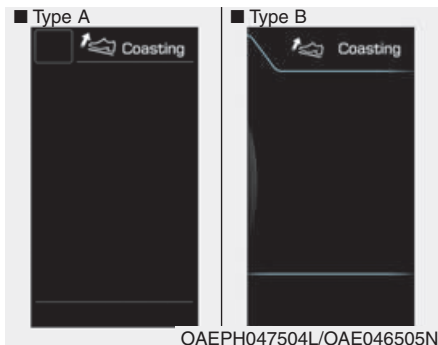 ■ Type A
■ Type B
Coasting
Coasting
OAEPH047504L/OAE046505N